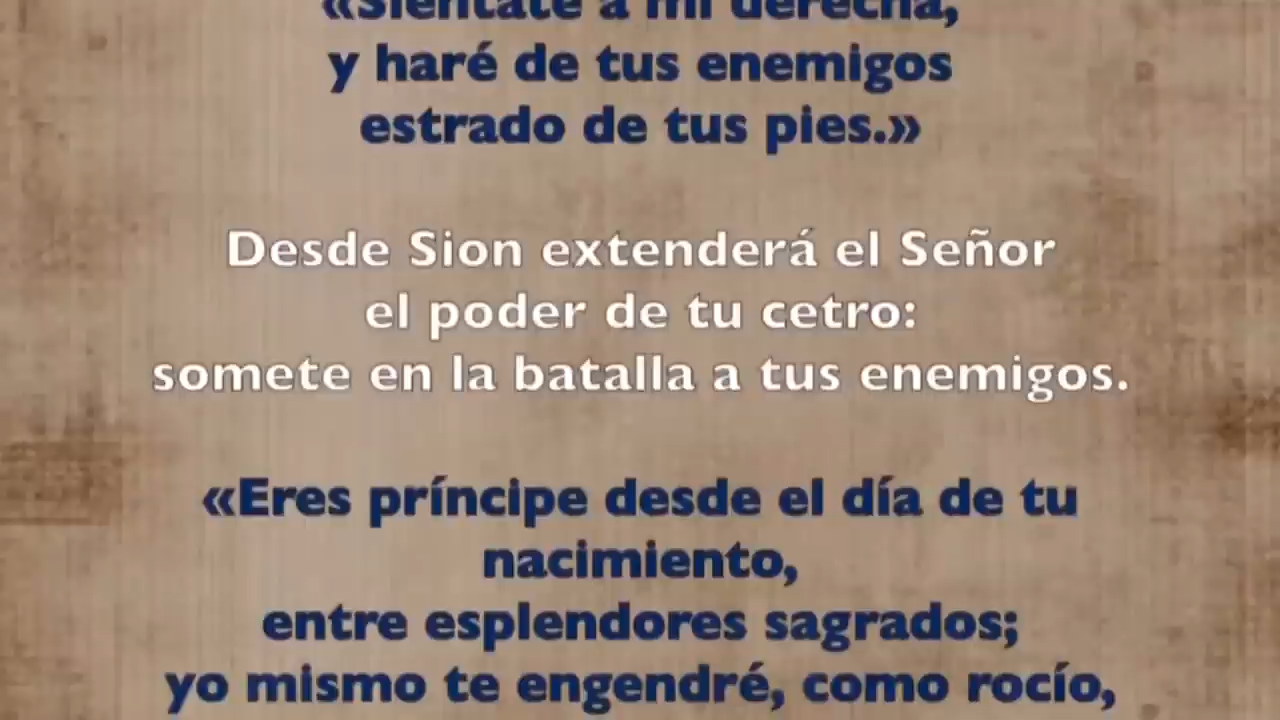 «Siéntate a mi derecha,
y haré de tus enemigos
estrado de tus pies.»
Desde Sion extenderá el Señor
el poder de tu cetro:
somete en la batalla a tus enemigos.
«Eres príncipe desde el día de tu
nacimiento,
entre esplendores sagrados;
yo mismo te engendré, como rocío,